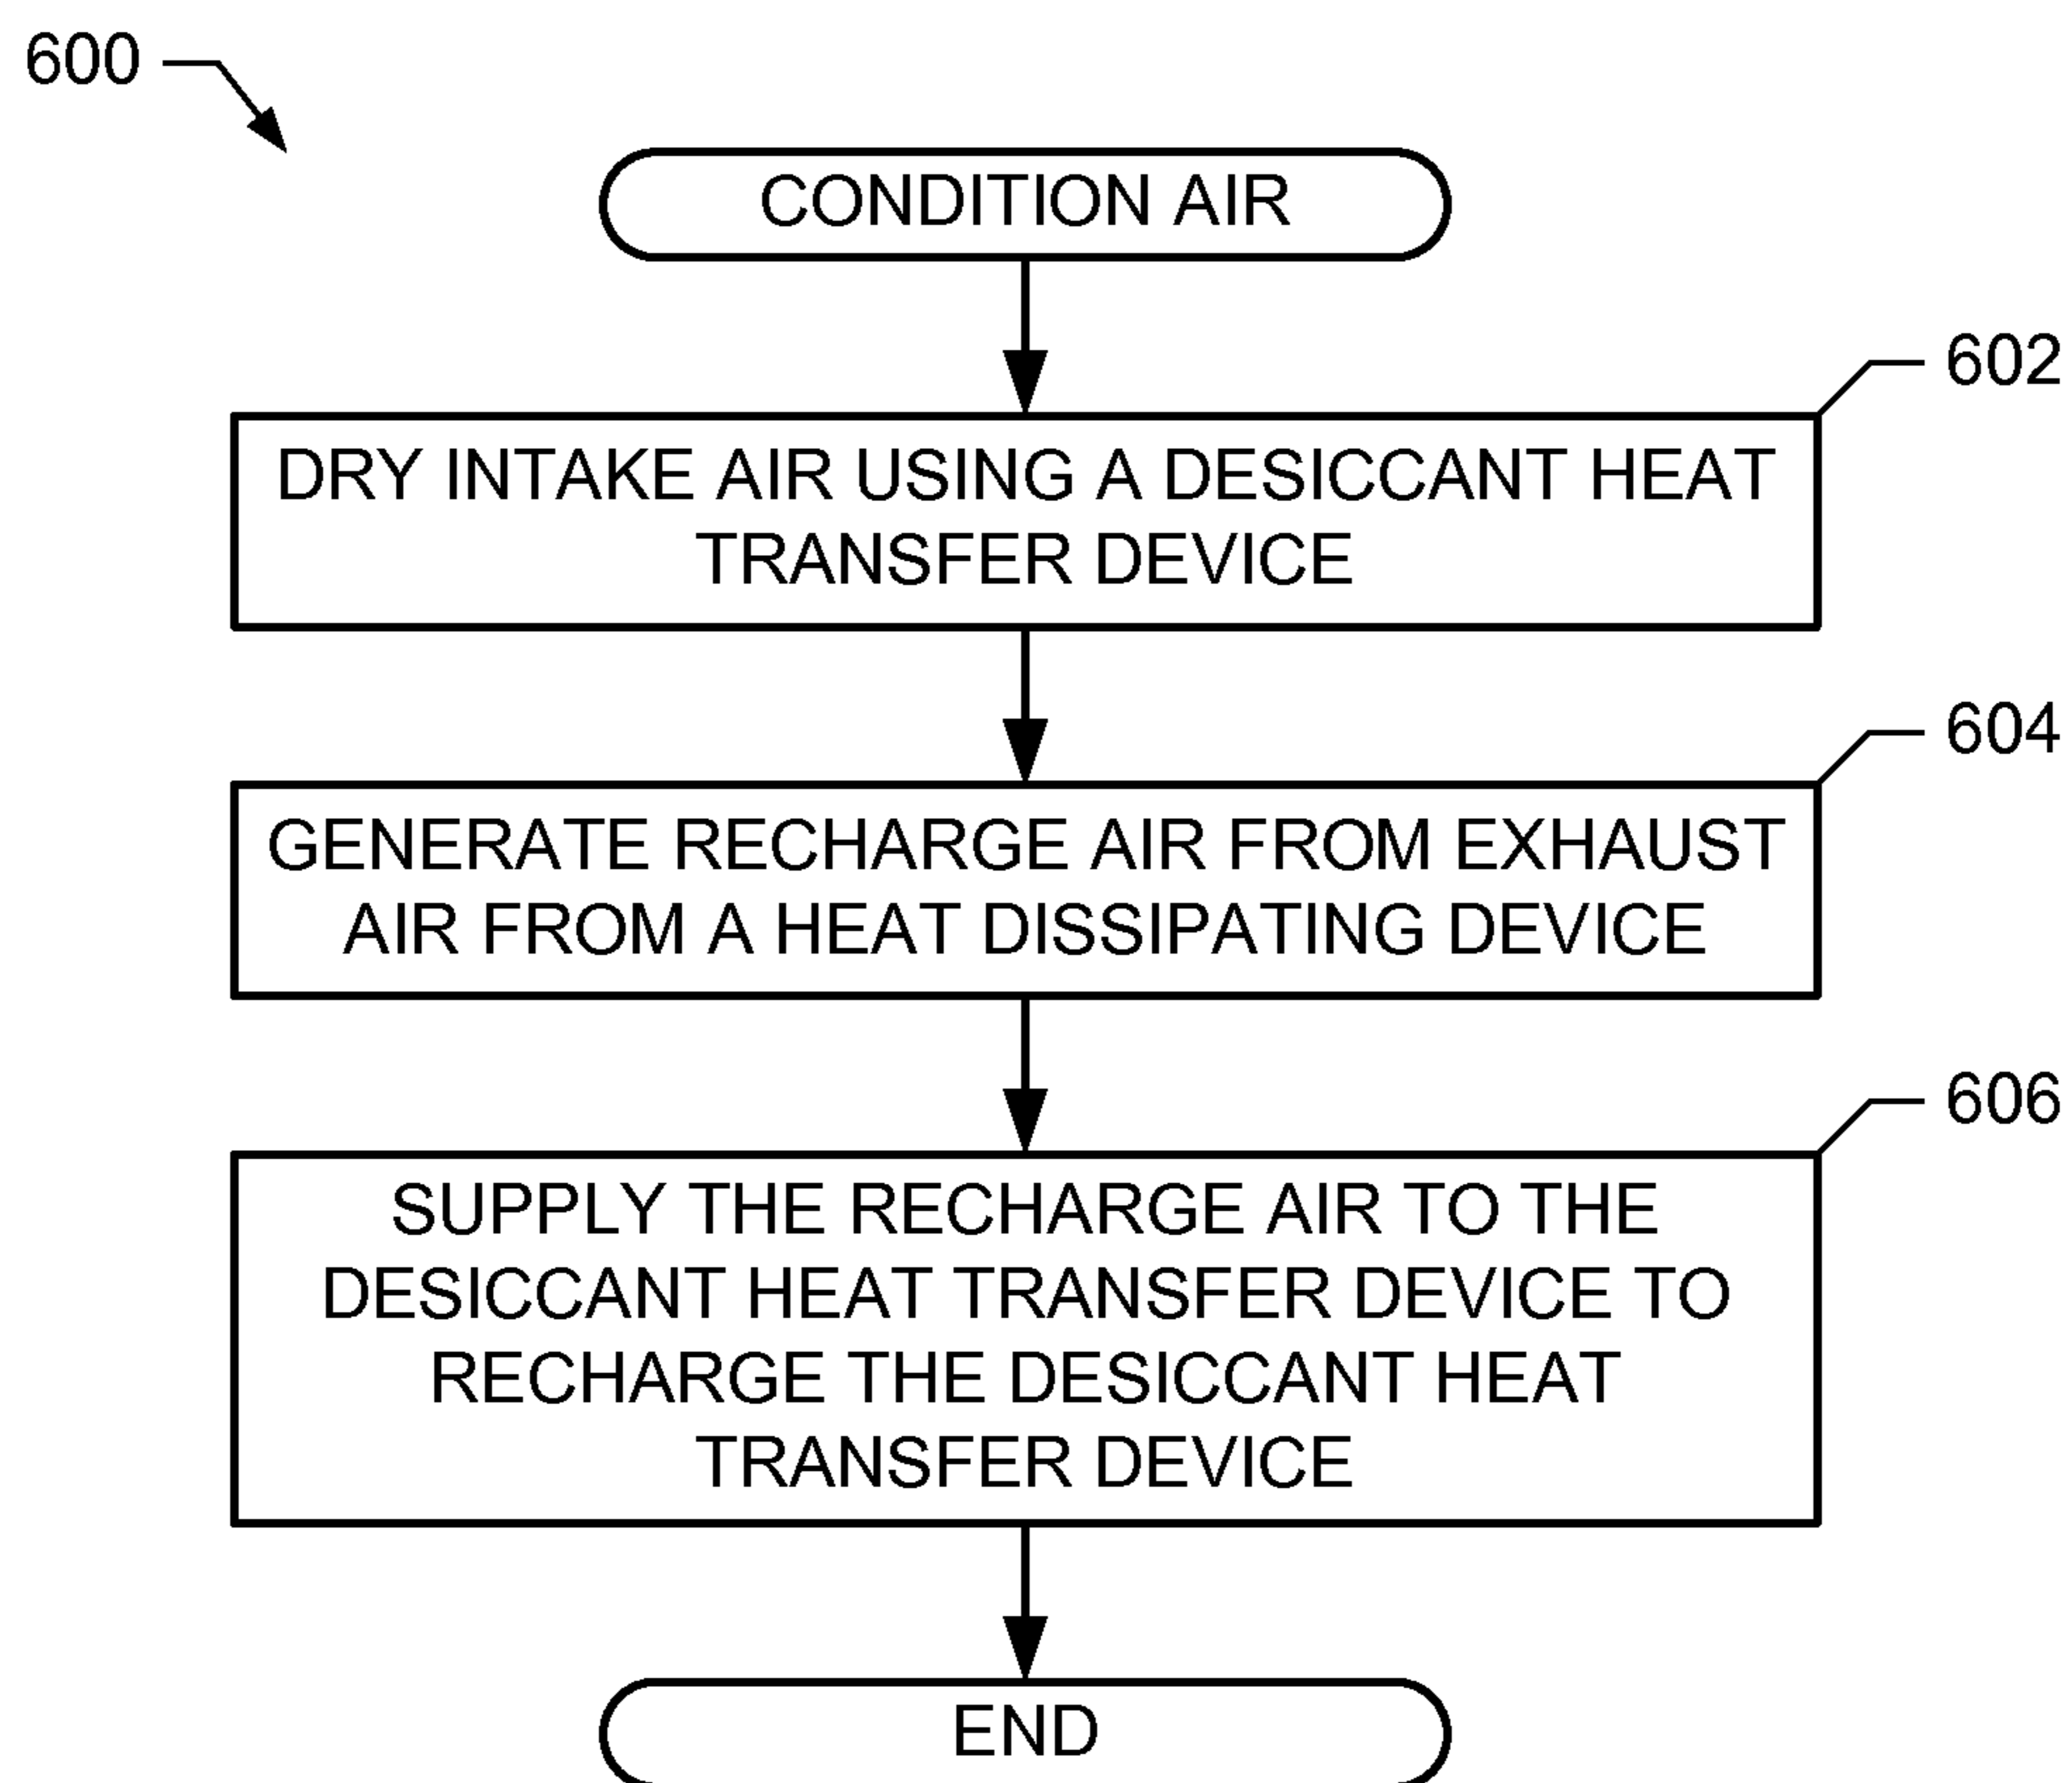 600
CONDITION AIR
602
DRY INTAKE AIR USING A DESICCANT HEAT
TRANSFER DEVICE
604
GENERATE RECHARGE AIR FROM EXHAUST
AIR FROM A HEAT DISSIPATING DEVICE
606
SUPPLY THE RECHARGE AIR TO THE
DESICCANT HEAT TRANSFER DEVICE TO
RECHARGE THE DESICCANT HEAT
TRANSFER DEVICE
END